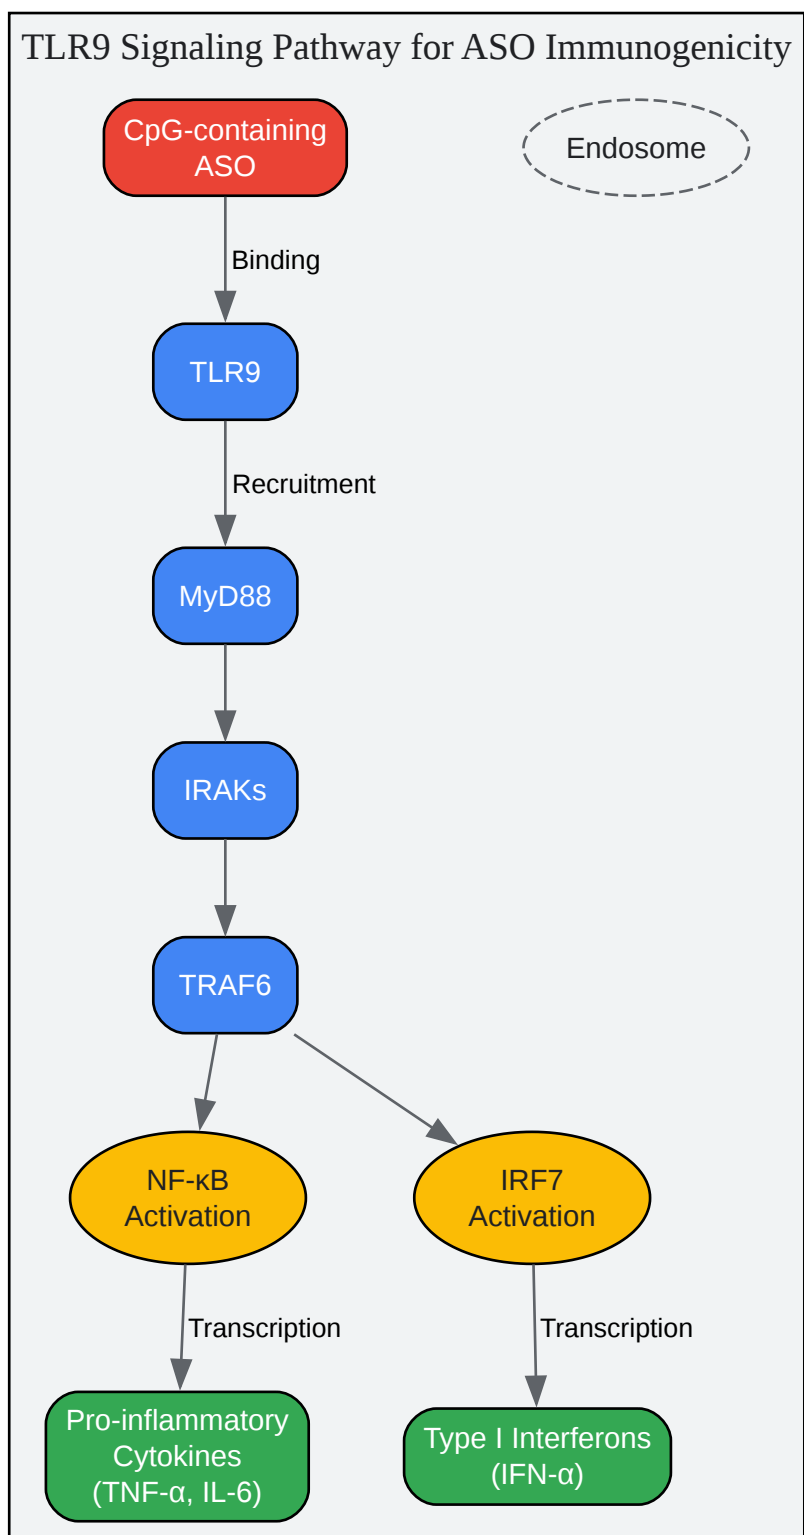 TLR9 Signaling Pathway for ASO Immunogenicity
CpG-containing
ASO
Endosome
Binding
TLR9
Recruitment
MyD88
IRAKs
TRAF6
NF-κB
Activation
IRF7
Activation
Transcription
Transcription
Pro-inflammatory
Cytokines
(TNF-α, IL-6)
Type I Interferons
(IFN-α)